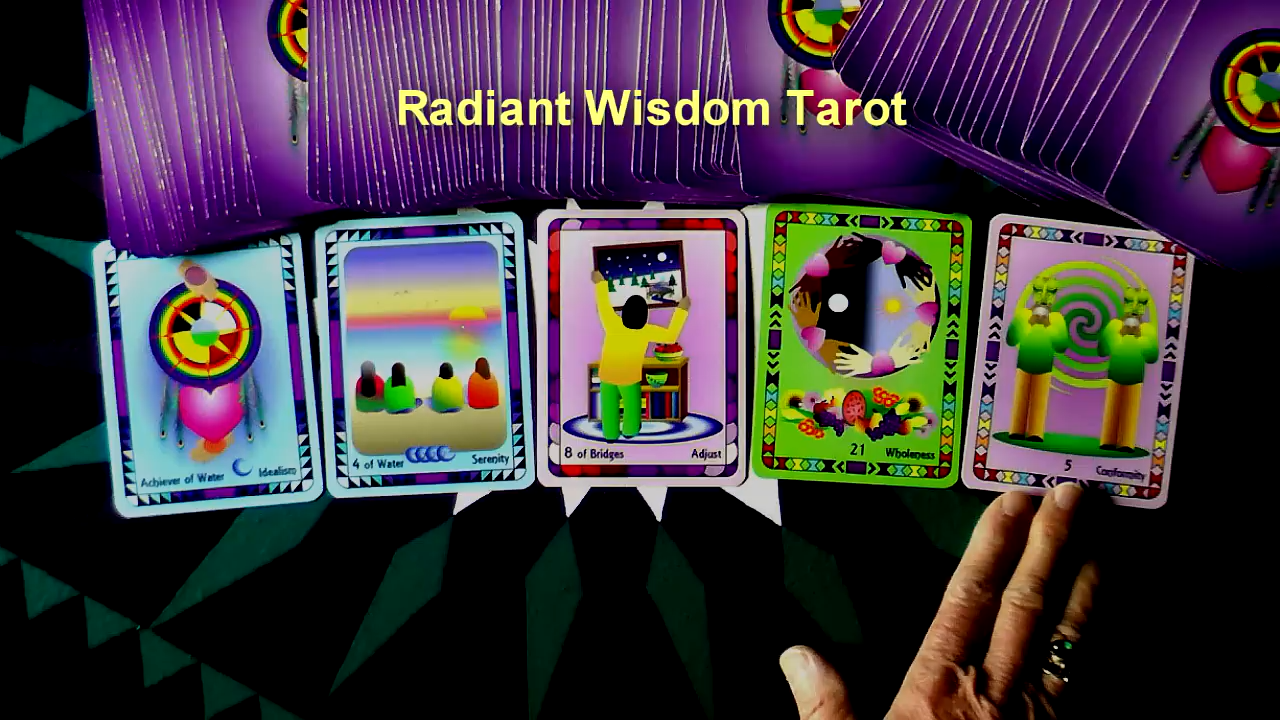 Radiant Wisdom Tarot
Achiever of Water Idealism
4 of Water Serenity
8 of Bridges Adjust
21 Wholeness
5 Conformity